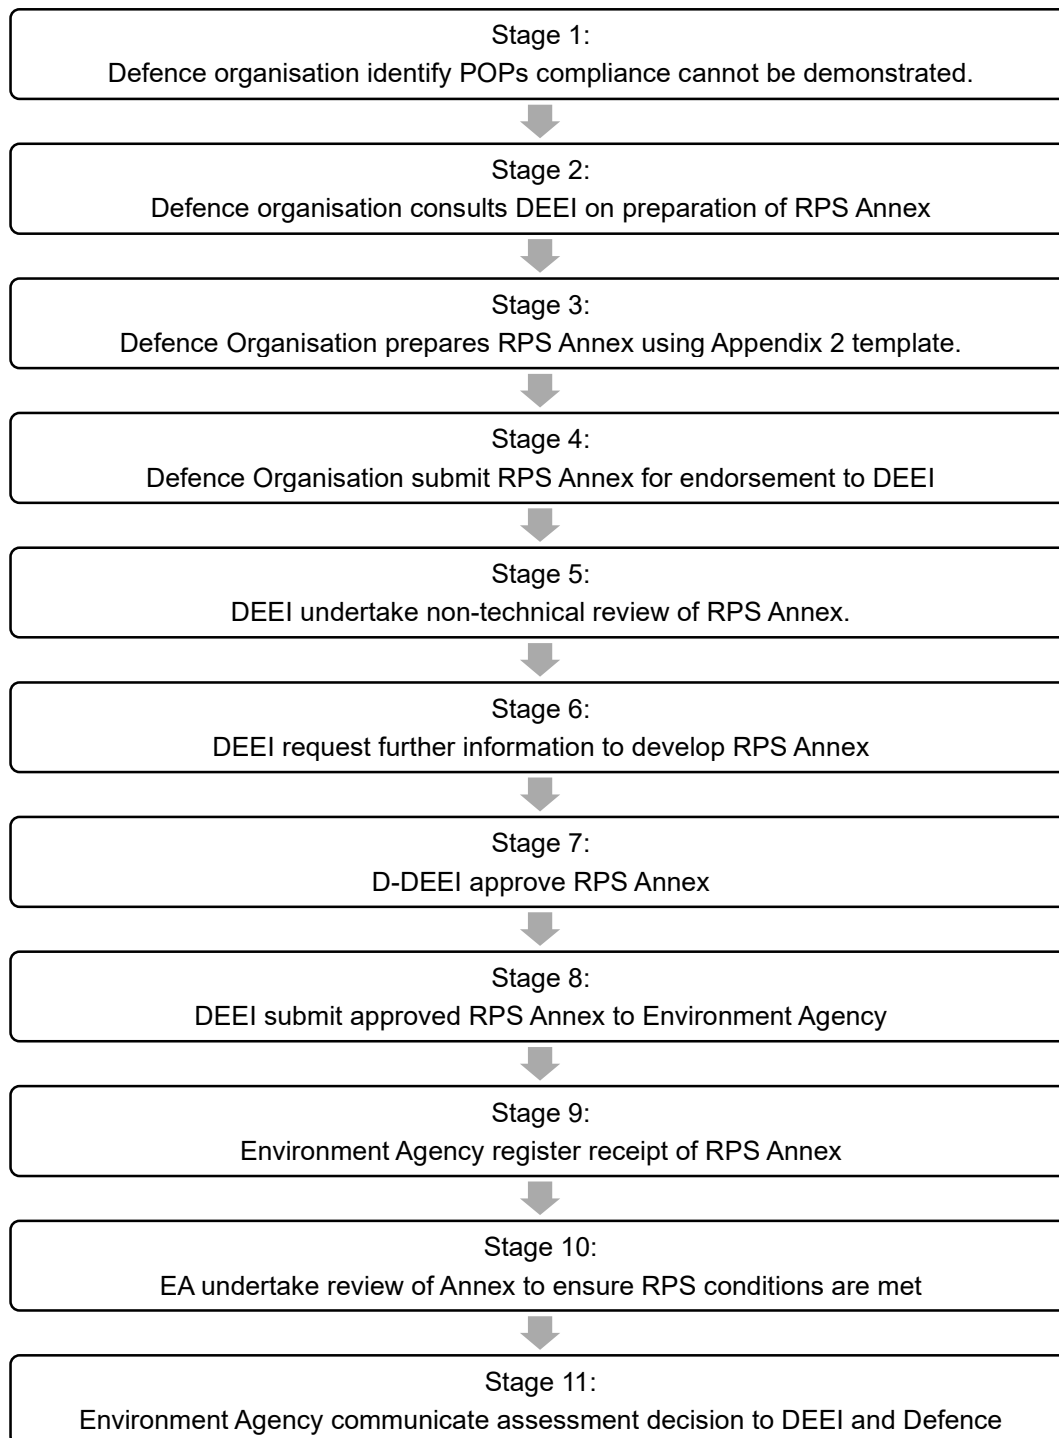 Stage 1:
Defence organisation identify POPs compliance cannot be demonstrated.
Stage 2:
Defence organisation consults DEEI on preparation of RPS Annex
Stage 3:
Defence Organisation prepares RPS Annex using Appendix 2 template.
Stage 4:
Defence Organisation submit RPS Annex for endorsement to DEEI
Stage 5:
DEEI undertake non-technical review of RPS Annex.
Stage 6:
DEEI request further information to develop RPS Annex
Stage 7:
D-DEEI approve RPS Annex
Stage 8:
DEEI submit approved RPS Annex to Environment Agency
Stage 9:
Environment Agency register receipt of RPS Annex
Stage 10:
EA undertake review of Annex to ensure RPS conditions are met
Stage 11:
Environment Agency communicate assessment decision to DEEI and Defence